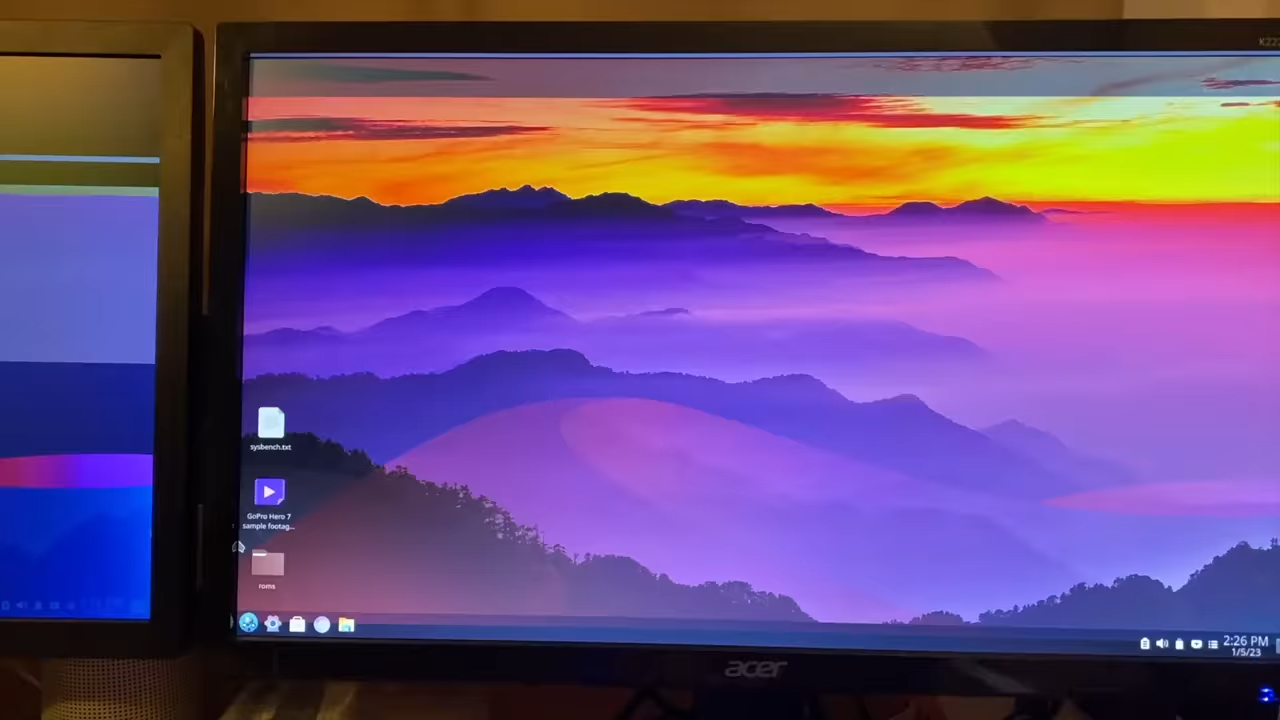 sysbench.txt
GoPro Hero 7
sample footag...
roms
2:26 PM
1/5/23
acer